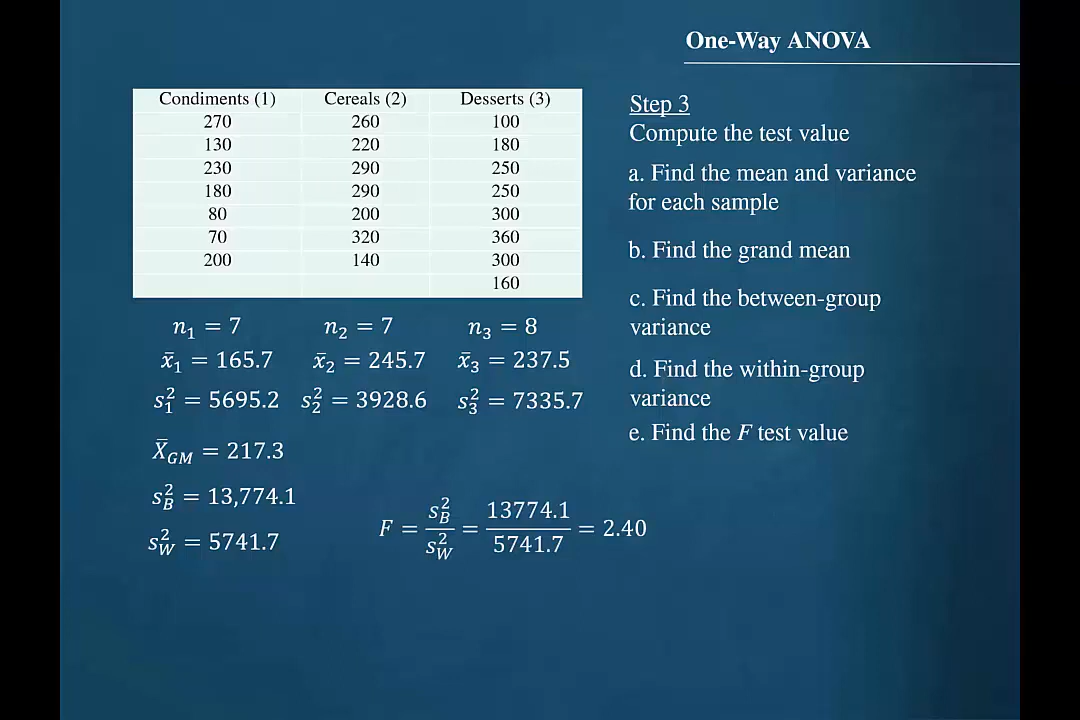 One-Way ANOVA
Condiments (1) Cereals (2) Desserts (3)
270 260 100
130 220 180
230 290 250
180 290 250
80 200 300
70 320 360
200 140 300
160
n₁ = 7 n₂ = 7 n₃ = 8
x̄₁ = 165.7 x̄₂ = 245.7 x̄₃ = 237.5
s₁² = 5695.2 s₂² = 3928.6 s₃² = 7335.7
X̄_GM = 217.3
s_B² = 13,774.1
s_W² = 5741.7
F = s_B²/s_W² = 13774.1/5741.7 = 2.40
Step 3
Compute the test value
a. Find the mean and variance
for each sample
b. Find the grand mean
c. Find the between-group
variance
d. Find the within-group
variance
e. Find the F test value